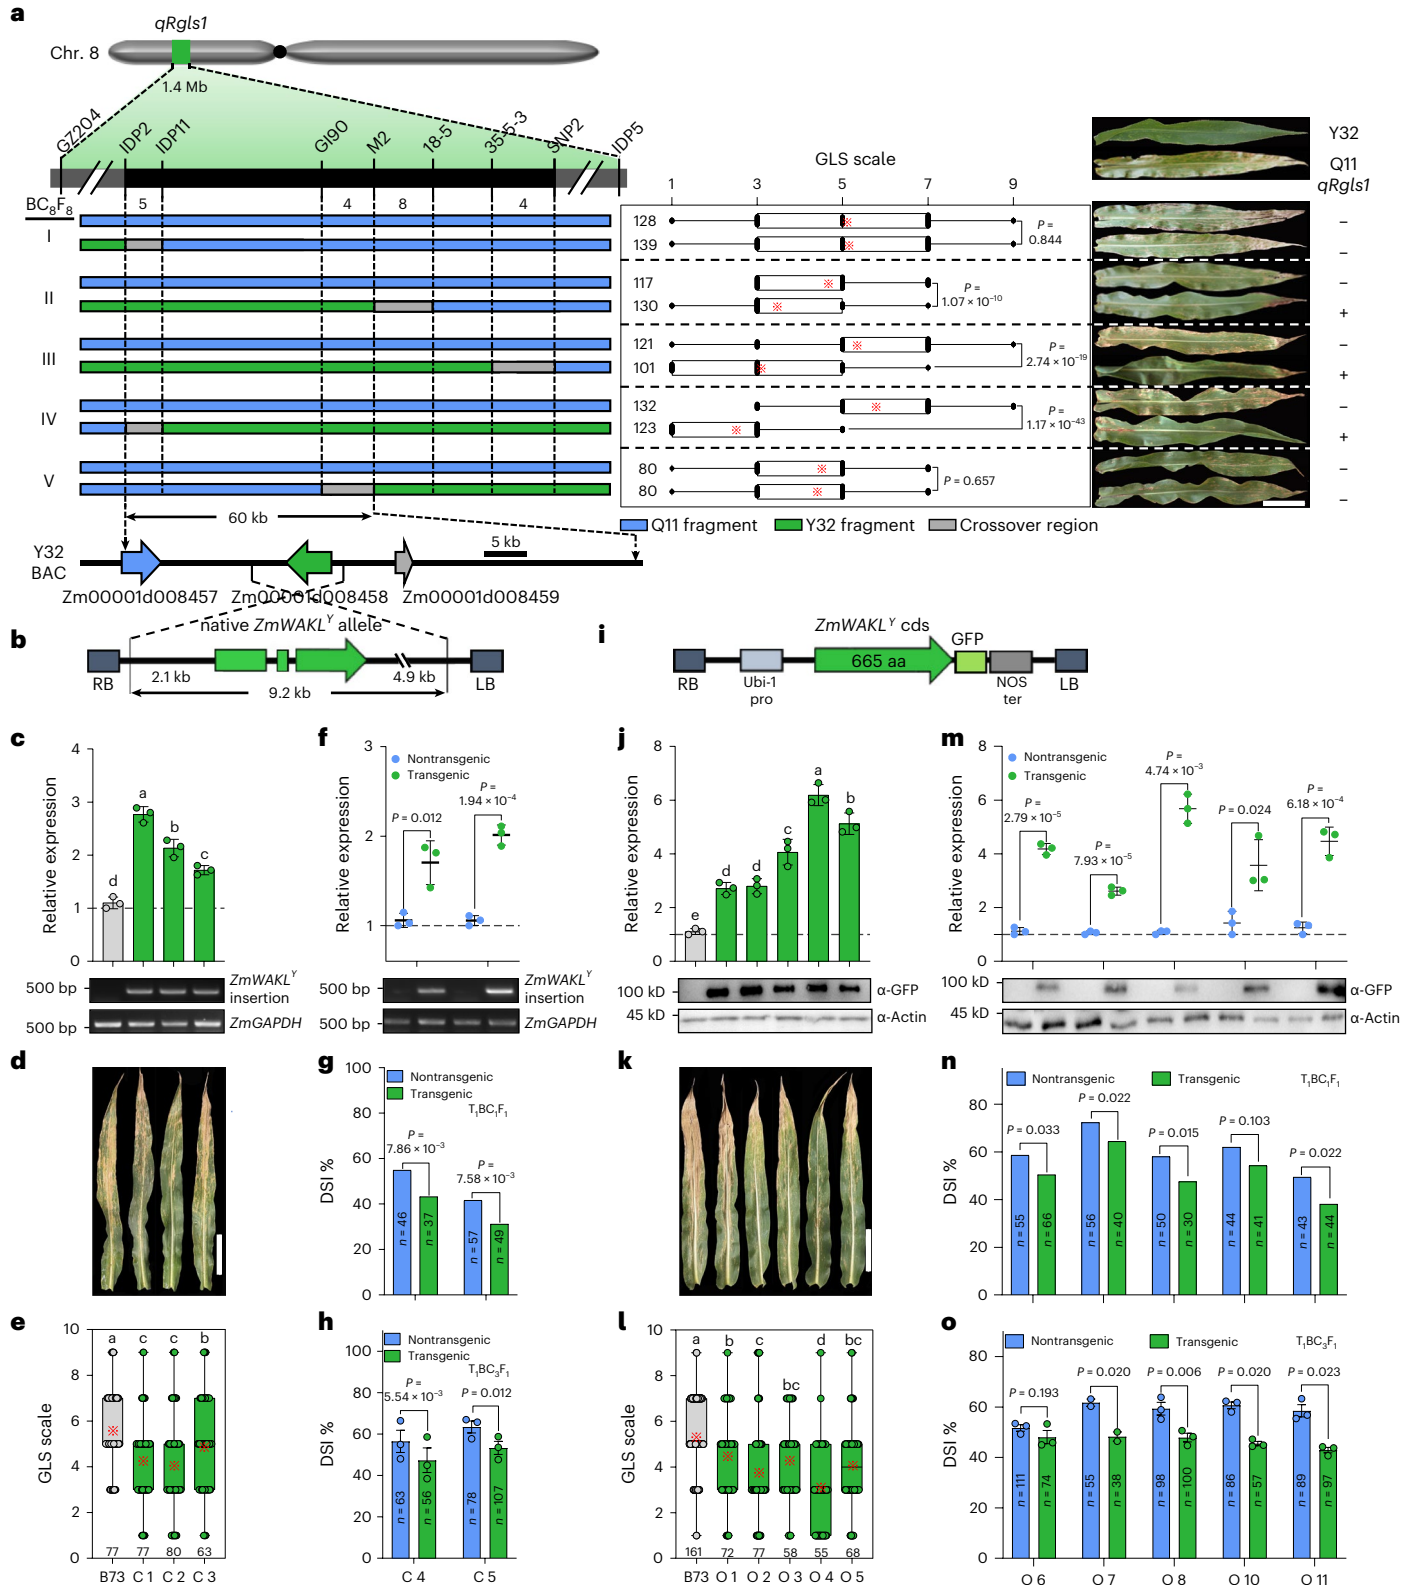 a
qRgls1
Chr. 8
1.4 Mb
GZ204 IDP2 IDP11 GI90 M2 18-5 35-5-3 SNP2 IDP5
GLS scale
1 3 5 7 9
Y32
Q11
qRgls1
BC8F8
5 4 8 4
I
128
139
P =
0.844
–
–
II
117
130
P =
1.07 × 10–10
–
+
III
121
101
P =
2.74 × 10–19
–
+
IV
132
123
P =
1.17 × 10–43
–
+
V
80
80
P = 0.657
–
–
60 kb
Q11 fragment Y32 fragment Crossover region
Y32
BAC
5 kb
Zm00001d008457 Zm00001d008458 Zm00001d008459
b
native ZmWAKLY allele
RB 2.1 kb 4.9 kb LB
9.2 kb
i
ZmWAKLY cds
665 aa
GFP
RB Ubi-1 pro NOS ter LB
c
Relative expression
4
3
2
1
0
d a b c
500 bp ZmWAKLY insertion
500 bp ZmGAPDH
f
Relative expression
3
2
1
0
Nontransgenic
Transgenic
P = 0.012
P =
1.94 × 10–4
ZmWAKLY insertion
ZmGAPDH
j
Relative expression
8
6
4
2
0
e d d c a b
100 kD α-GFP
45 kD α-Actin
m
Relative expression
8
6
4
2
0
Nontransgenic
Transgenic
P =
2.79 × 10–5
P =
7.93 × 10–5
P =
4.74 × 10–3
P = 0.024
P =
6.18 × 10–4
100 kD α-GFP
45 kD α-Actin
d
g
DSI %
100
80
60
40
20
0
Nontransgenic
Transgenic
T1BC1F1
P =
7.86 × 10–3
P =
7.58 × 10–3
n = 46 n = 37 n = 57 n = 49
k
n
DSI %
80
60
40
20
0
Nontransgenic Transgenic T1BC1F1
P = 0.033 P = 0.022 P = 0.015 P = 0.103 P = 0.022
n = 55 n = 66 n = 56 n = 40 n = 50 n = 30 n = 44 n = 41 n = 43 n = 44
e
GLS scale
10
8
6
4
2
0
a c c b
77 77 80 63
B73 C 1 C 2 C 3
h
DSI %
100
80
60
40
20
0
Nontransgenic
Transgenic
T1BC3F1
P =
5.54 × 10–3
P = 0.012
n = 63 n = 56 n = 78 n = 107
C 4 C 5
l
GLS scale
10
8
6
4
2
0
a b c bc d bc
161 72 77 58 55 68
B73 O 1 O 2 O 3 O 4 O 5
o
DSI %
80
60
40
20
0
Nontransgenic Transgenic T1BC3F1
P = 0.193 P = 0.020 P = 0.006 P = 0.020 P = 0.023
n = 111 n = 74 n = 55 n = 38 n = 98 n = 100 n = 86 n = 57 n = 89 n = 97
O 6 O 7 O 8 O 10 O 11